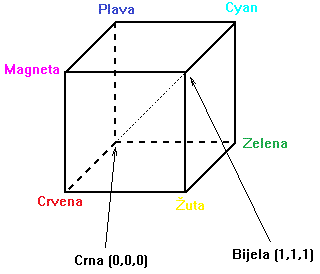 Plava
Cyan
Magneta
Zelena
Crvena
Žuta
Crna (0,0,0)
Bijela (1,1,1)